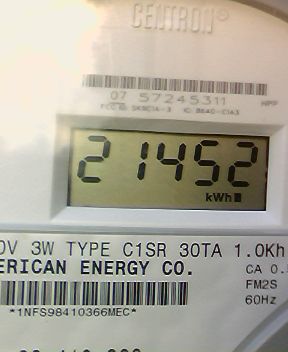 CENTRON®
07 57245311 HPP
21452
kWh
0V 3W TYPE C1SR 30TA 1.0Kh
ERICAN ENERGY CO. CA 0.
FM2S
60Hz
*1NFS98410366MEC*